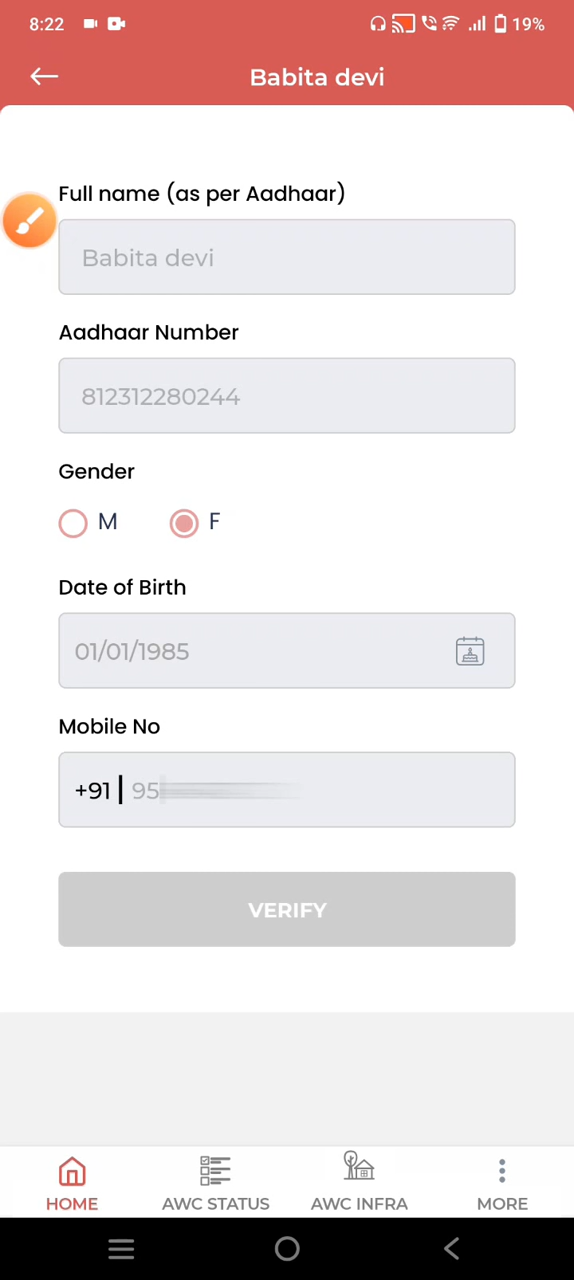 8:22
19%
Babita devi
Full name (as per Aadhaar)
Babita devi
Aadhaar Number
812312280244
Gender
M F
Date of Birth
01/01/1985
Mobile No
+91 95
VERIFY
HOME AWC STATUS AWC INFRA MORE